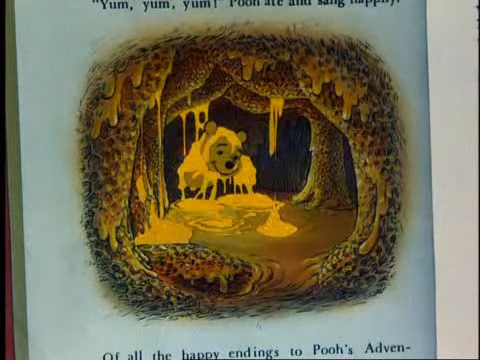 "Yum, yum, yum!" Pooh ate and sang happily.
Of all the happy endings to Pooh's Adven-